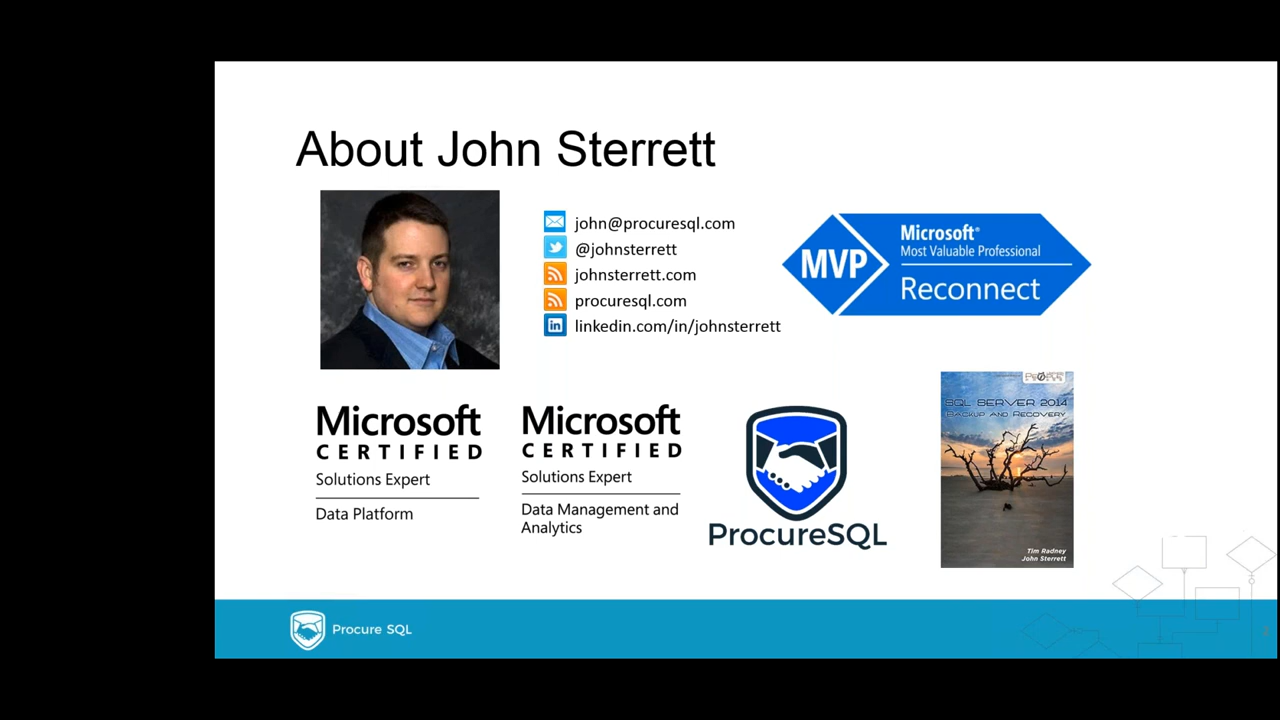 About John Sterrett
john@procuresql.com
@johnsterrett
johnsterrett.com
procuresql.com
linkedin.com/in/johnsterrett
MVP
Microsoft®
Most Valuable Professional
Reconnect
Microsoft
CERTIFIED
Solutions Expert
Data Platform
Microsoft
CERTIFIED
Solutions Expert
Data Management and
Analytics
ProcureSQL
SQL SERVER 2014
BACKUP AND RECOVERY
Tim Radney
John Sterrett
Procure SQL